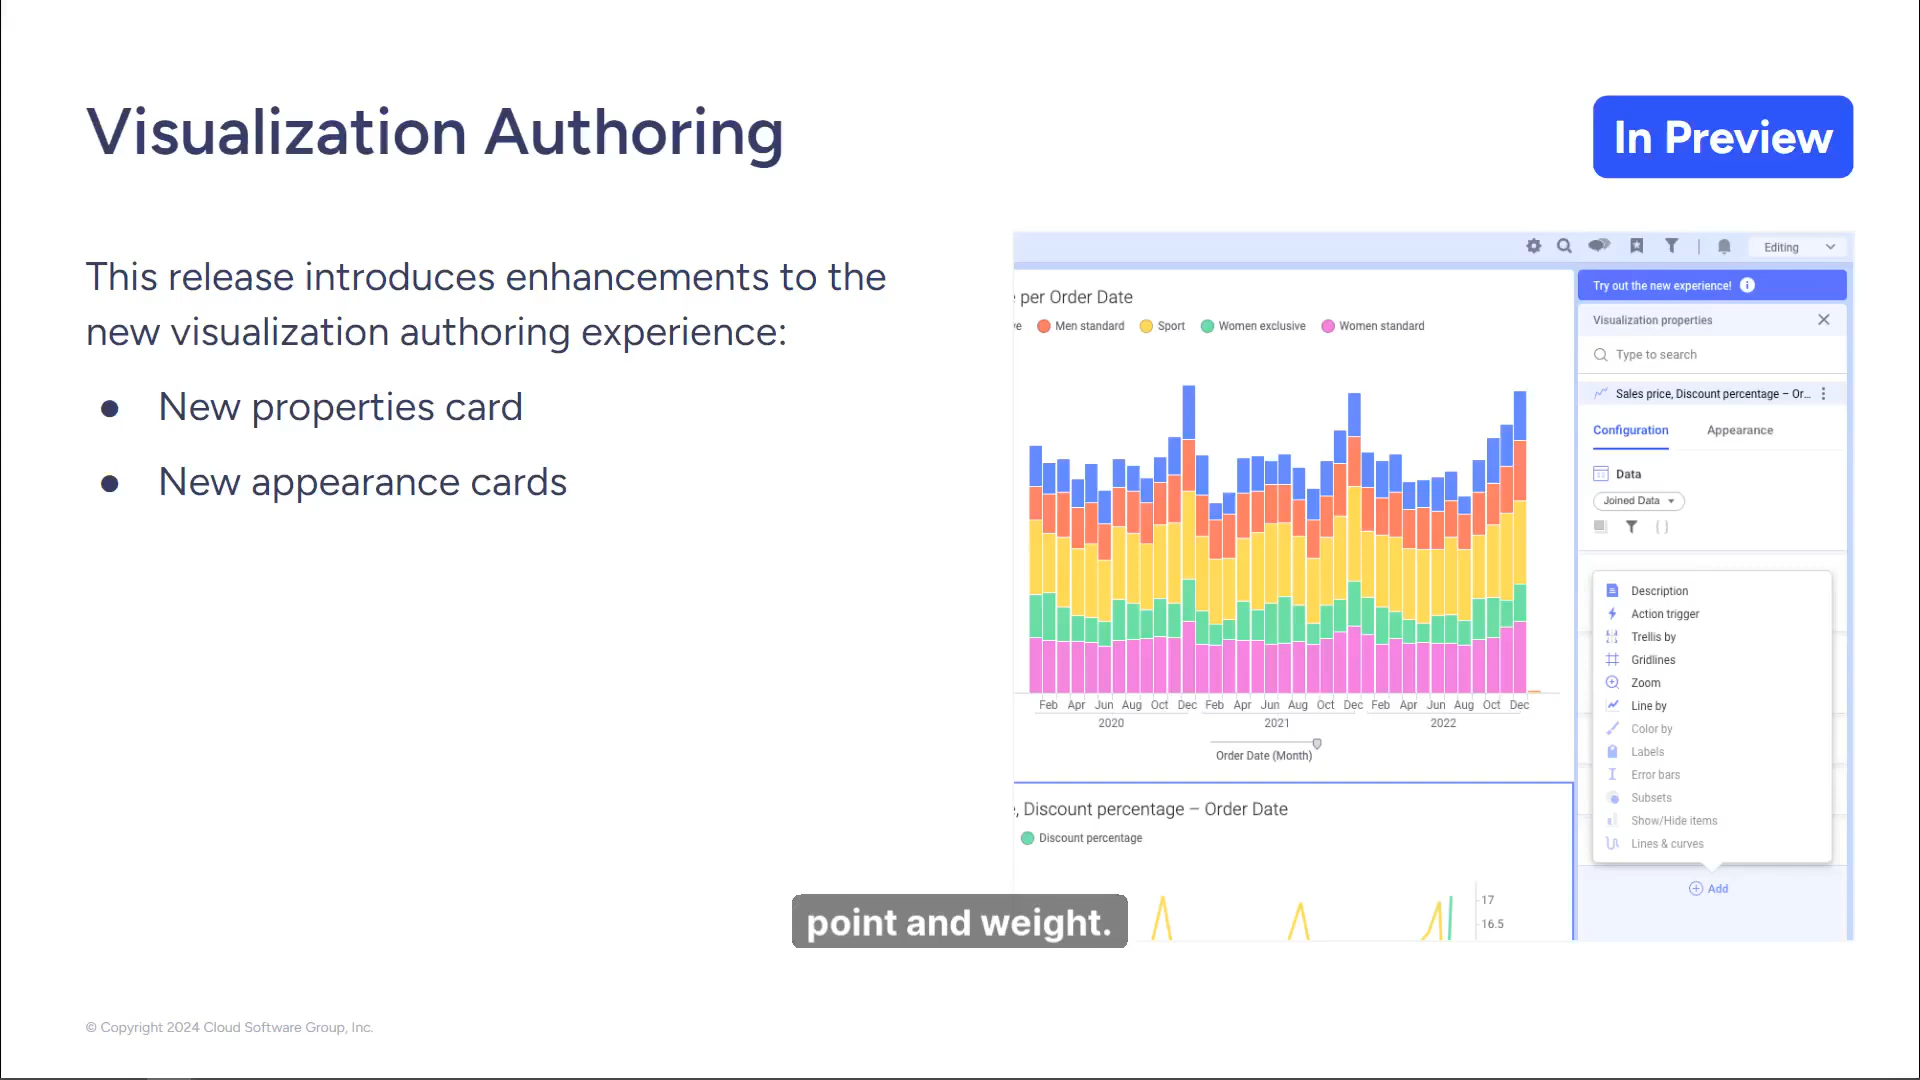 Visualization Authoring
In Preview
This release introduces enhancements to the
new visualization authoring experience:
● New properties card
● New appearance cards
Editing
Try out the new experience!
Visualization properties
Type to search
Sales price, Discount percentage – Or...
Configuration Appearance
Data
Joined Data
Description
Action trigger
Trellis by
Gridlines
Zoom
Line by
Color by
Labels
Error bars
Subsets
Show/Hide items
Lines & curves
Add
per Order Date
Men standard Sport Women exclusive Women standard
Feb Apr Jun Aug Oct Dec Feb Apr Jun Aug Oct Dec Feb Apr Jun Aug Oct Dec
2020 2021 2022
Order Date (Month)
, Discount percentage – Order Date
Discount percentage
17
16.5
point and weight.
© Copyright 2024 Cloud Software Group, Inc.